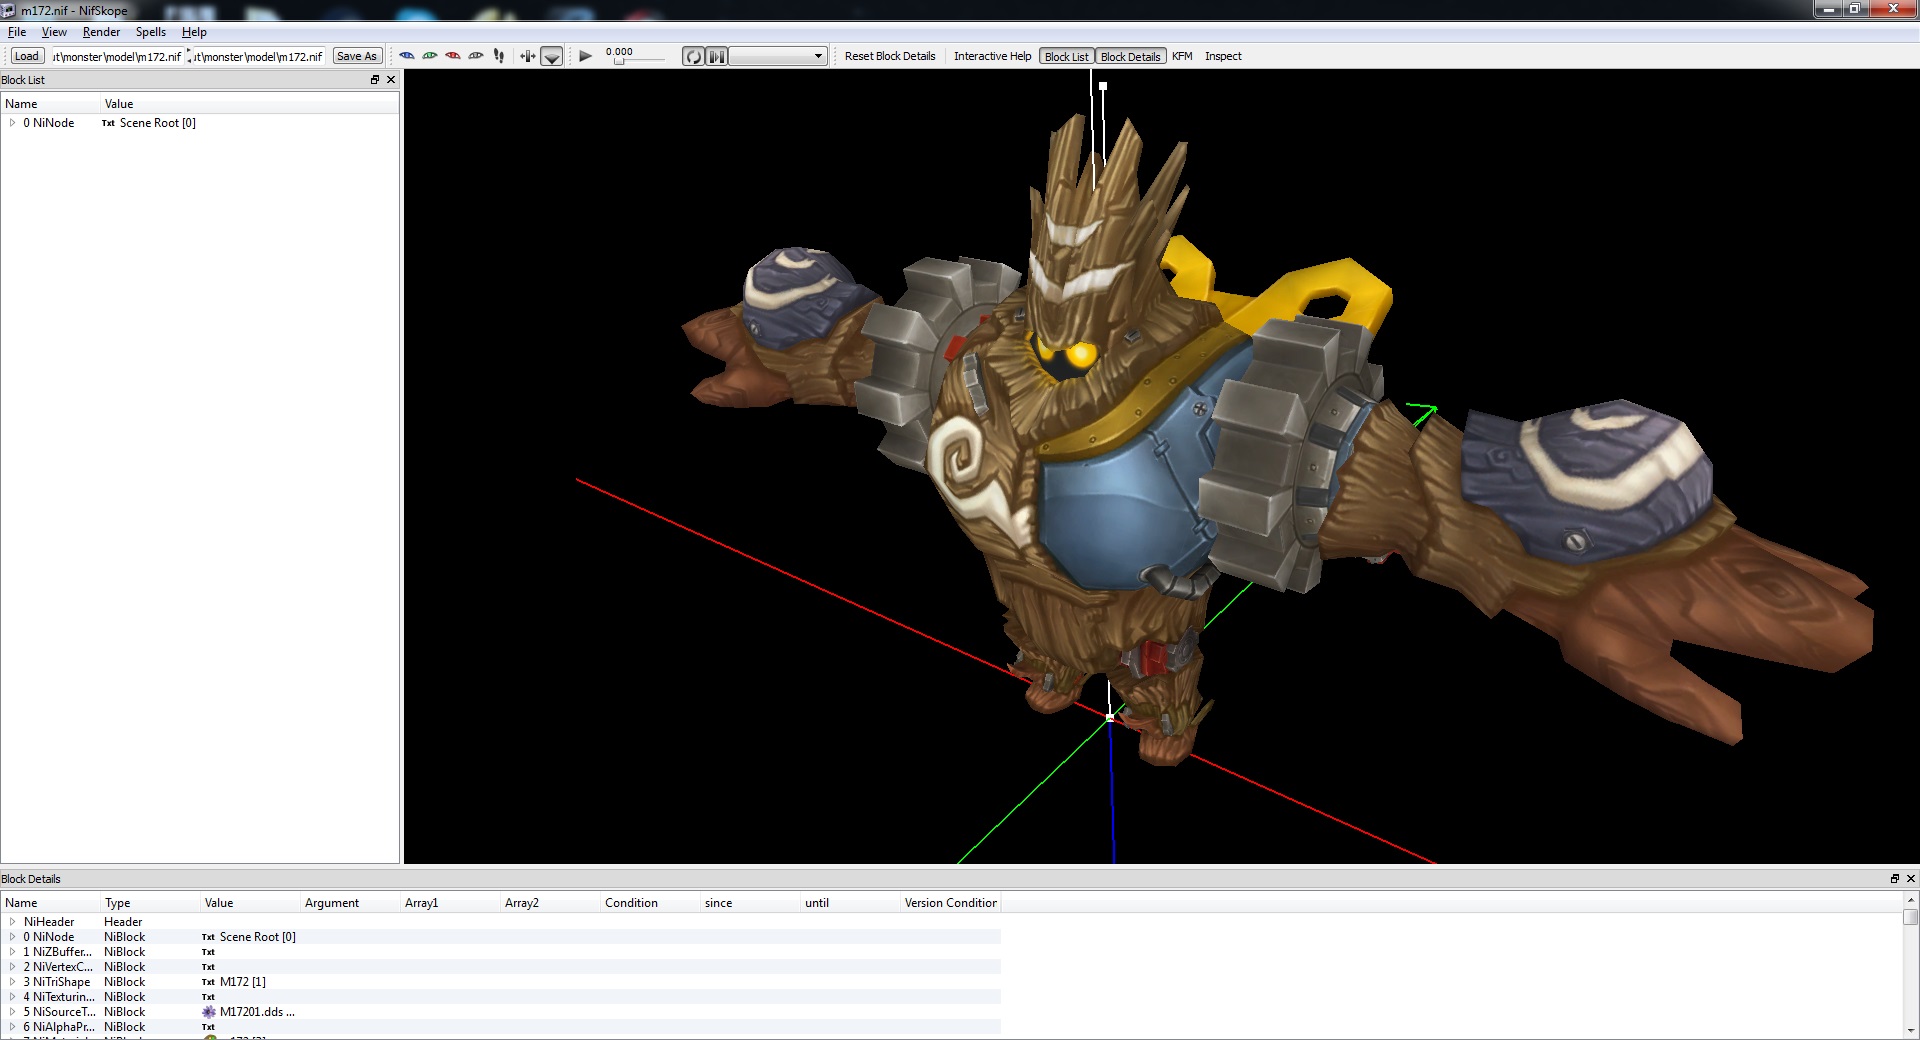 m172.nif - NifSkope
File View Render Spells Help
Load ut\monster\model\m172.nif ut\monster\model\m172.nif Save As 0.000 Reset Block Details Interactive Help Block List Block Details KFM Inspect
Block List
Name Value
0 NiNode Txt Scene Root [0]
Block Details
Name Type Value Argument Array1 Array2 Condition since until Version Condition
NiHeader Header
0 NiNode NiBlock Txt Scene Root [0]
1 NiZBuffer... NiBlock Txt
2 NiVertexC... NiBlock Txt
3 NiTriShape NiBlock Txt M172 [1]
4 NiTexturin... NiBlock Txt
5 NiSourceT... NiBlock M17201.dds ...
6 NiAlphaPr... NiBlock Txt